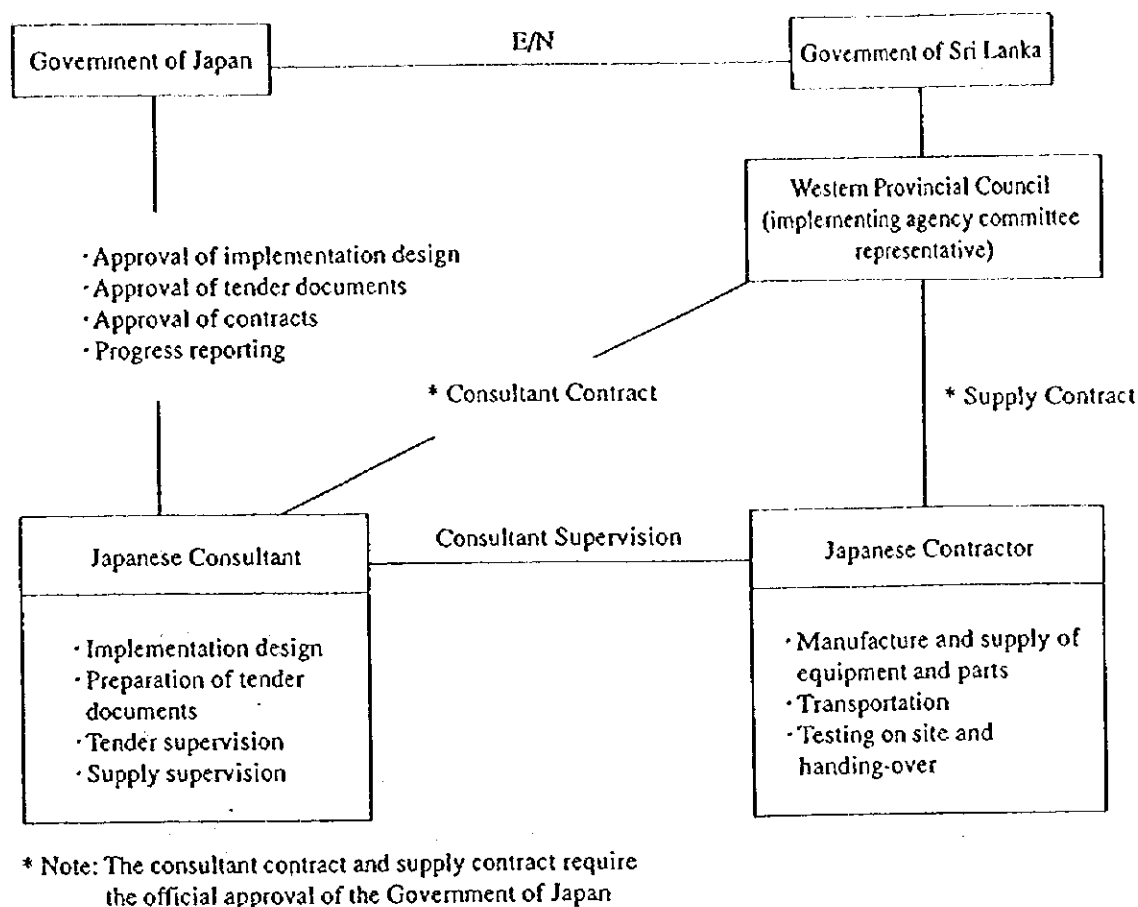 E/N
Government of Japan
Government of Sri Lanka
Western Provincial Council
(implementing agency committee
representative)
· Approval of implementation design
· Approval of tender documents
· Approval of contracts
· Progress reporting
* Consultant Contract
* Supply Contract
Japanese Consultant
Consultant Supervision
Japanese Contractor
· Implementation design
· Preparation of tender
documents
· Tender supervision
· Supply supervision
· Manufacture and supply of
equipment and parts
· Transportation
· Testing on site and
handing-over
* Note: The consultant contract and supply contract require
the official approval of the Government of Japan